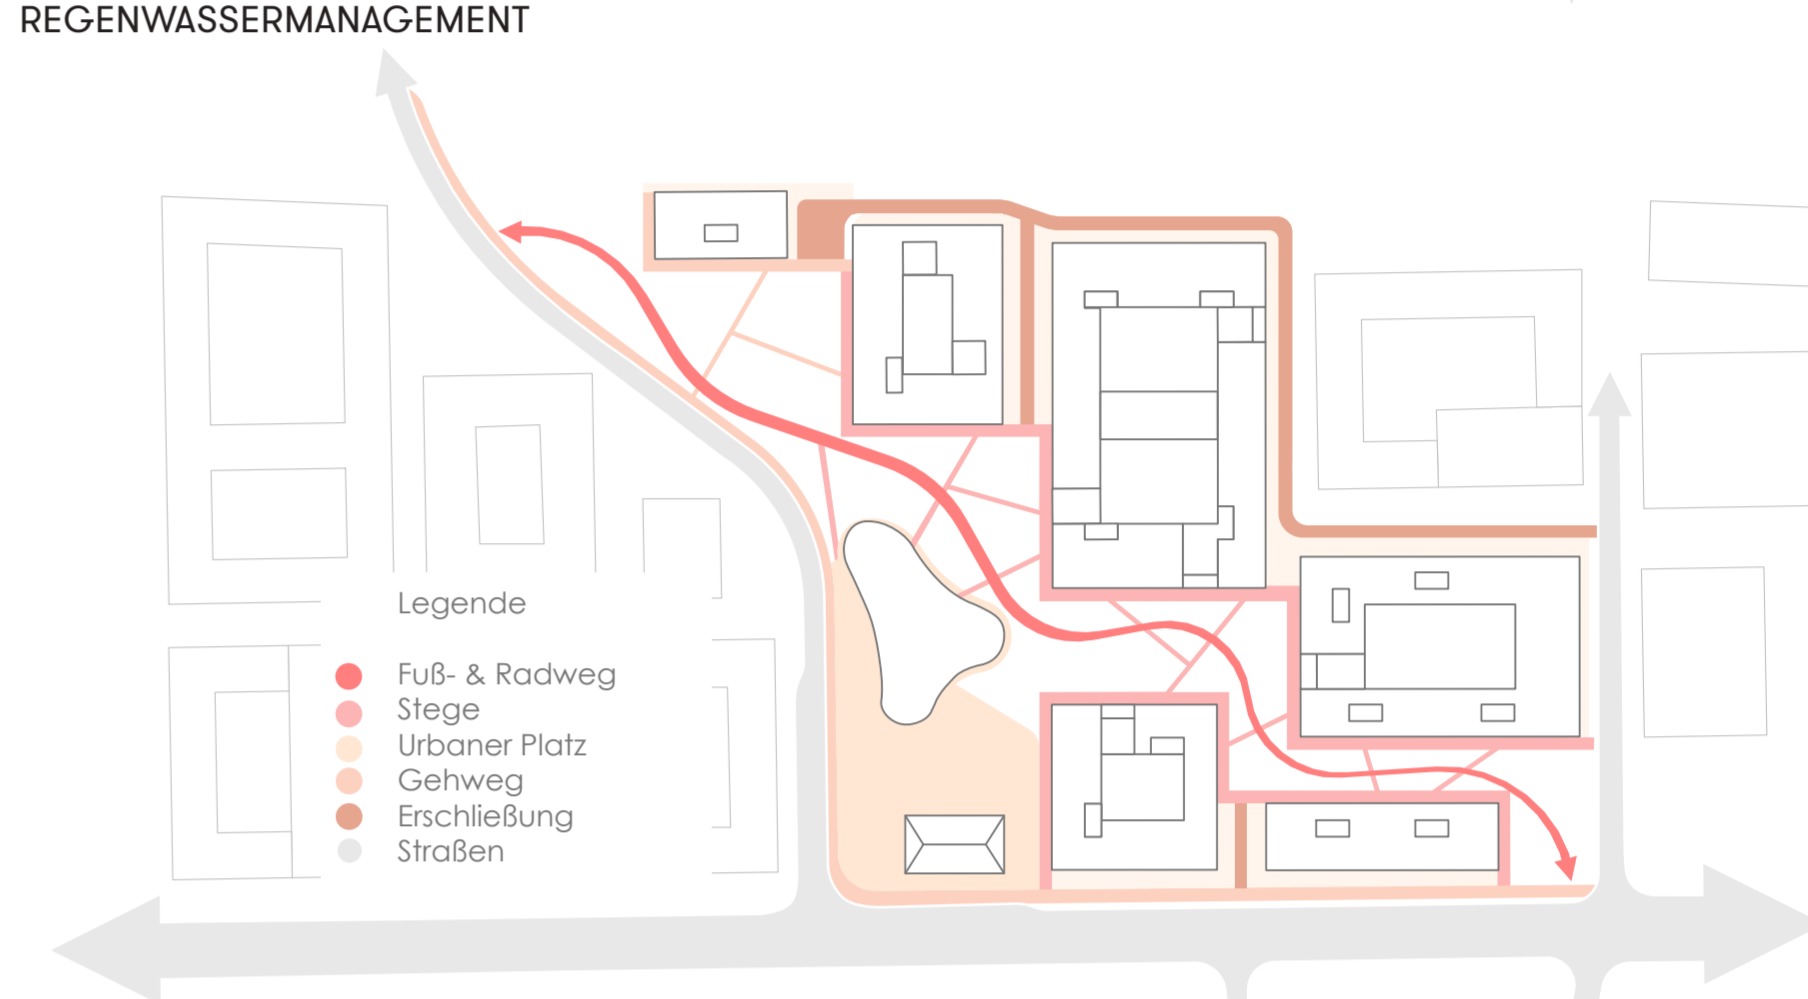 REGENWASSERMANAGEMENT
Legende
Fuß- & Radweg
Stege
Urbaner Platz
Gehweg
Erschließung
Straßen